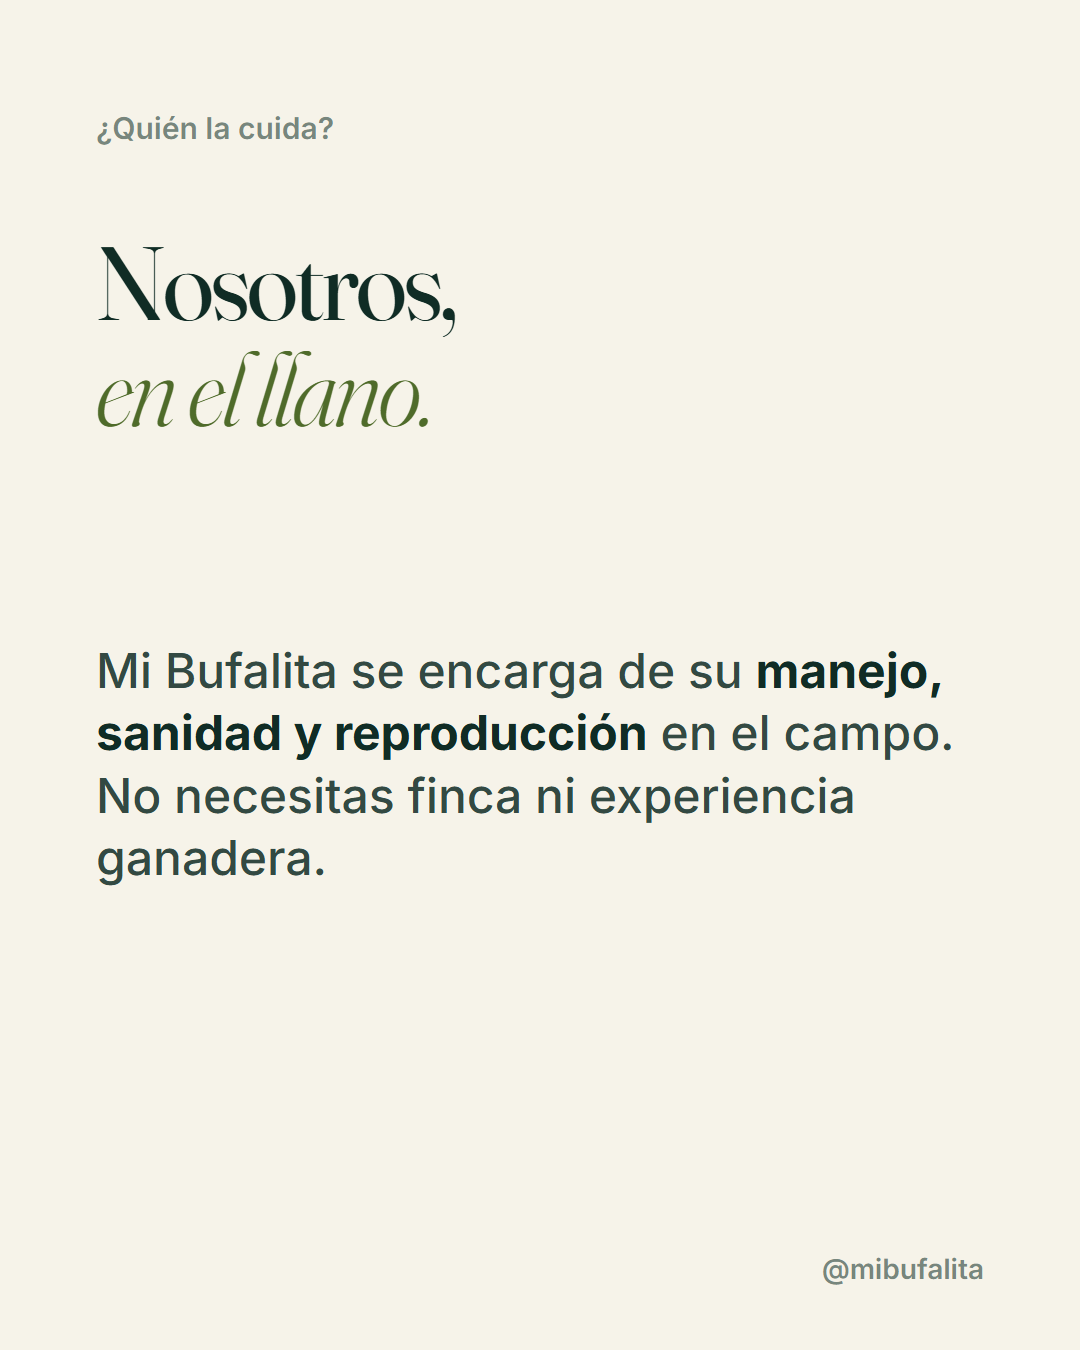 ¿Quién la cuida?
Nosotros,
en el llano.
Mi Bufalita se encarga de su manejo,
sanidad y reproducción en el campo.
No necesitas finca ni experiencia
ganadera.
@mibufalita